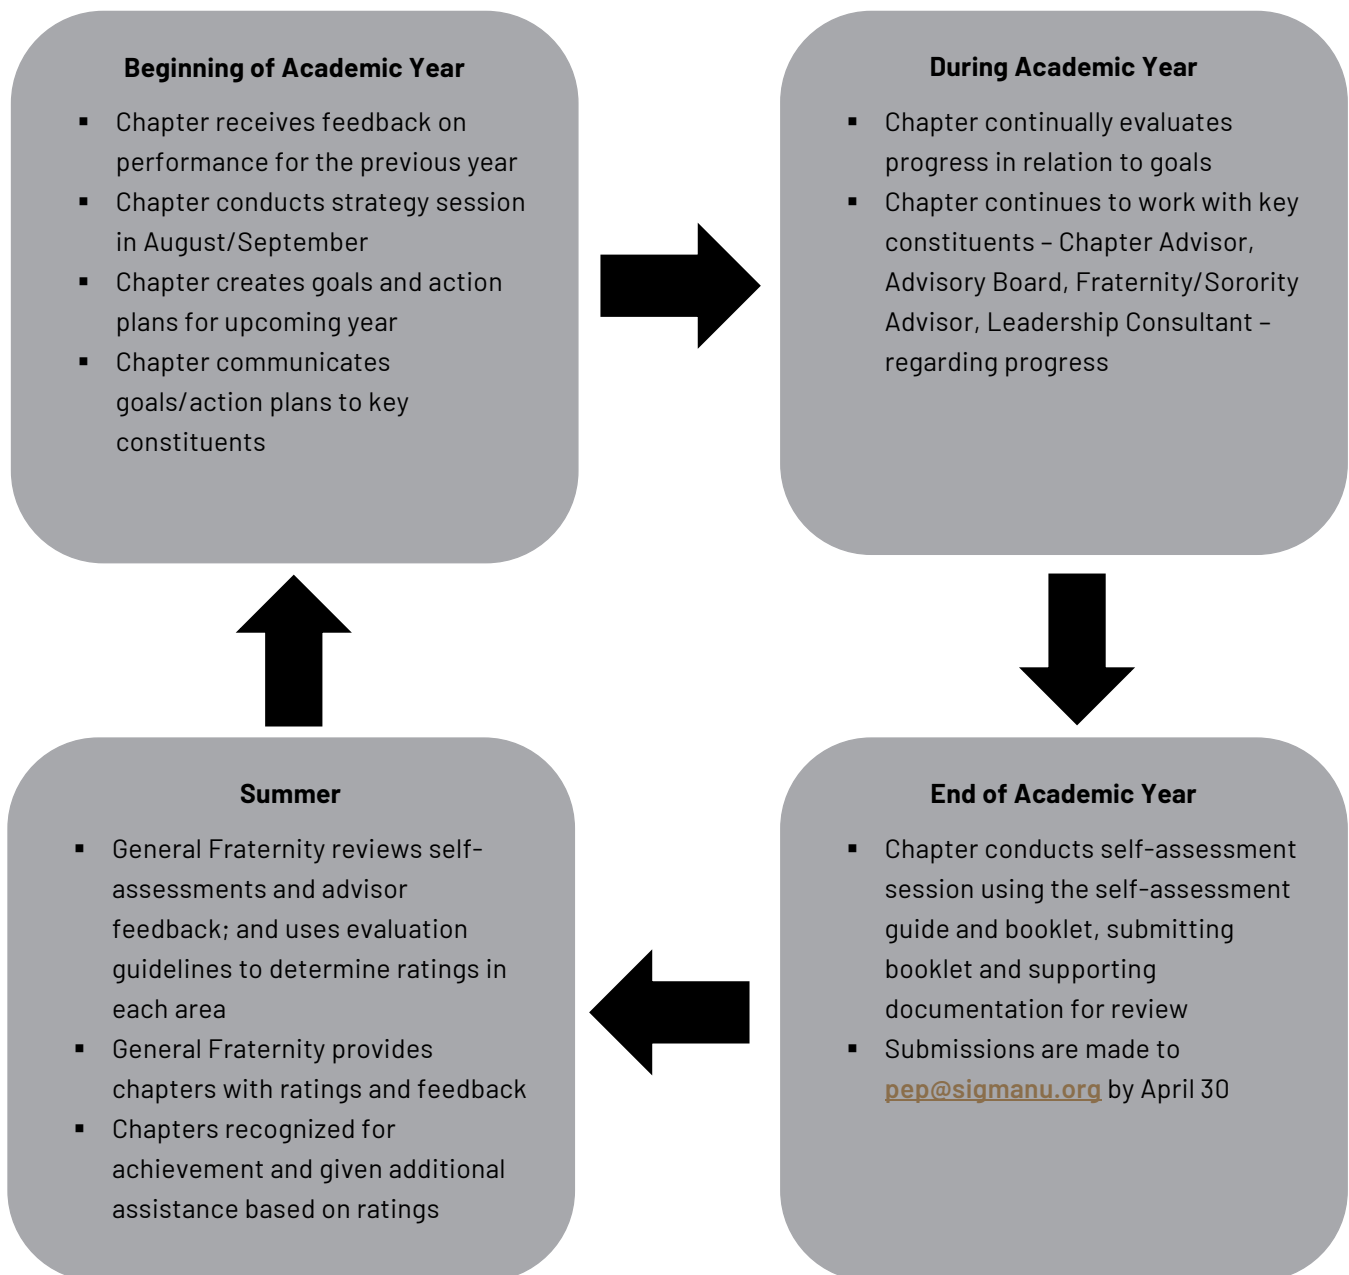 Beginning of Academic Year
▪ Chapter receives feedback on
performance for the previous year
▪ Chapter conducts strategy session
in August/September
▪ Chapter creates goals and action
plans for upcoming year
▪ Chapter communicates
goals/action plans to key
constituents
During Academic Year
▪ Chapter continually evaluates
progress in relation to goals
▪ Chapter continues to work with key
constituents – Chapter Advisor,
Advisory Board, Fraternity/Sorority
Advisor, Leadership Consultant –
regarding progress
End of Academic Year
▪ Chapter conducts self-assessment
session using the self-assessment
guide and booklet, submitting
booklet and supporting
documentation for review
▪ Submissions are made to
pep@sigmanu.org by April 30
Summer
▪ General Fraternity reviews self-
assessments and advisor
feedback; and uses evaluation
guidelines to determine ratings in
each area
▪ General Fraternity provides
chapters with ratings and feedback
▪ Chapters recognized for
achievement and given additional
assistance based on ratings